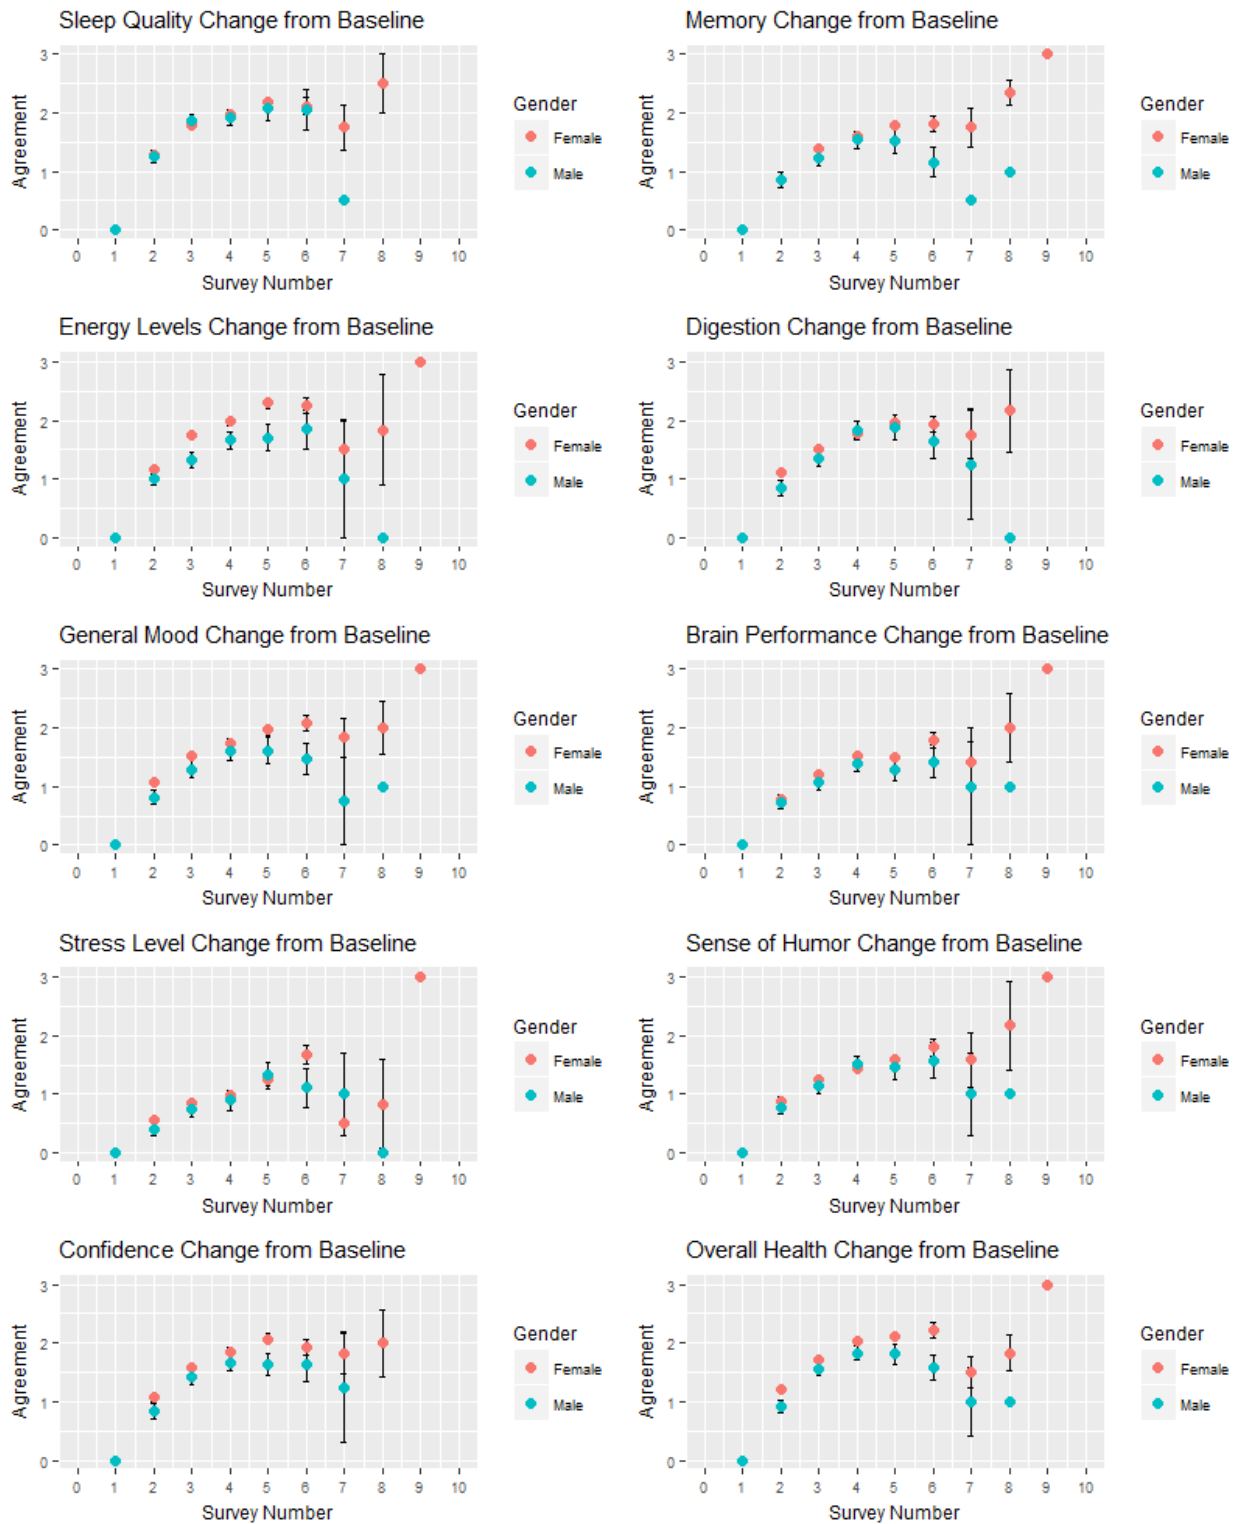 Sleep Quality Change from Baseline
3
2
1
0
Agreement
0 1 2 3 4 5 6 7 8 9 10
Survey Number
Gender
Female
Male
Memory Change from Baseline
3
2
1
0
Agreement
0 1 2 3 4 5 6 7 8 9 10
Survey Number
Gender
Female
Male
Energy Levels Change from Baseline
3
2
1
0
Agreement
0 1 2 3 4 5 6 7 8 9 10
Survey Number
Gender
Female
Male
Digestion Change from Baseline
3
2
1
0
Agreement
0 1 2 3 4 5 6 7 8 9 10
Survey Number
Gender
Female
Male
General Mood Change from Baseline
3
2
1
0
Agreement
0 1 2 3 4 5 6 7 8 9 10
Survey Number
Gender
Female
Male
Brain Performance Change from Baseline
3
2
1
0
Agreement
0 1 2 3 4 5 6 7 8 9 10
Survey Number
Gender
Female
Male
Stress Level Change from Baseline
3
2
1
0
Agreement
0 1 2 3 4 5 6 7 8 9 10
Survey Number
Gender
Female
Male
Sense of Humor Change from Baseline
3
2
1
0
Agreement
0 1 2 3 4 5 6 7 8 9 10
Survey Number
Gender
Female
Male
Confidence Change from Baseline
3
2
1
0
Agreement
0 1 2 3 4 5 6 7 8 9 10
Survey Number
Gender
Female
Male
Overall Health Change from Baseline
3
2
1
0
Agreement
0 1 2 3 4 5 6 7 8 9 10
Survey Number
Gender
Female
Male